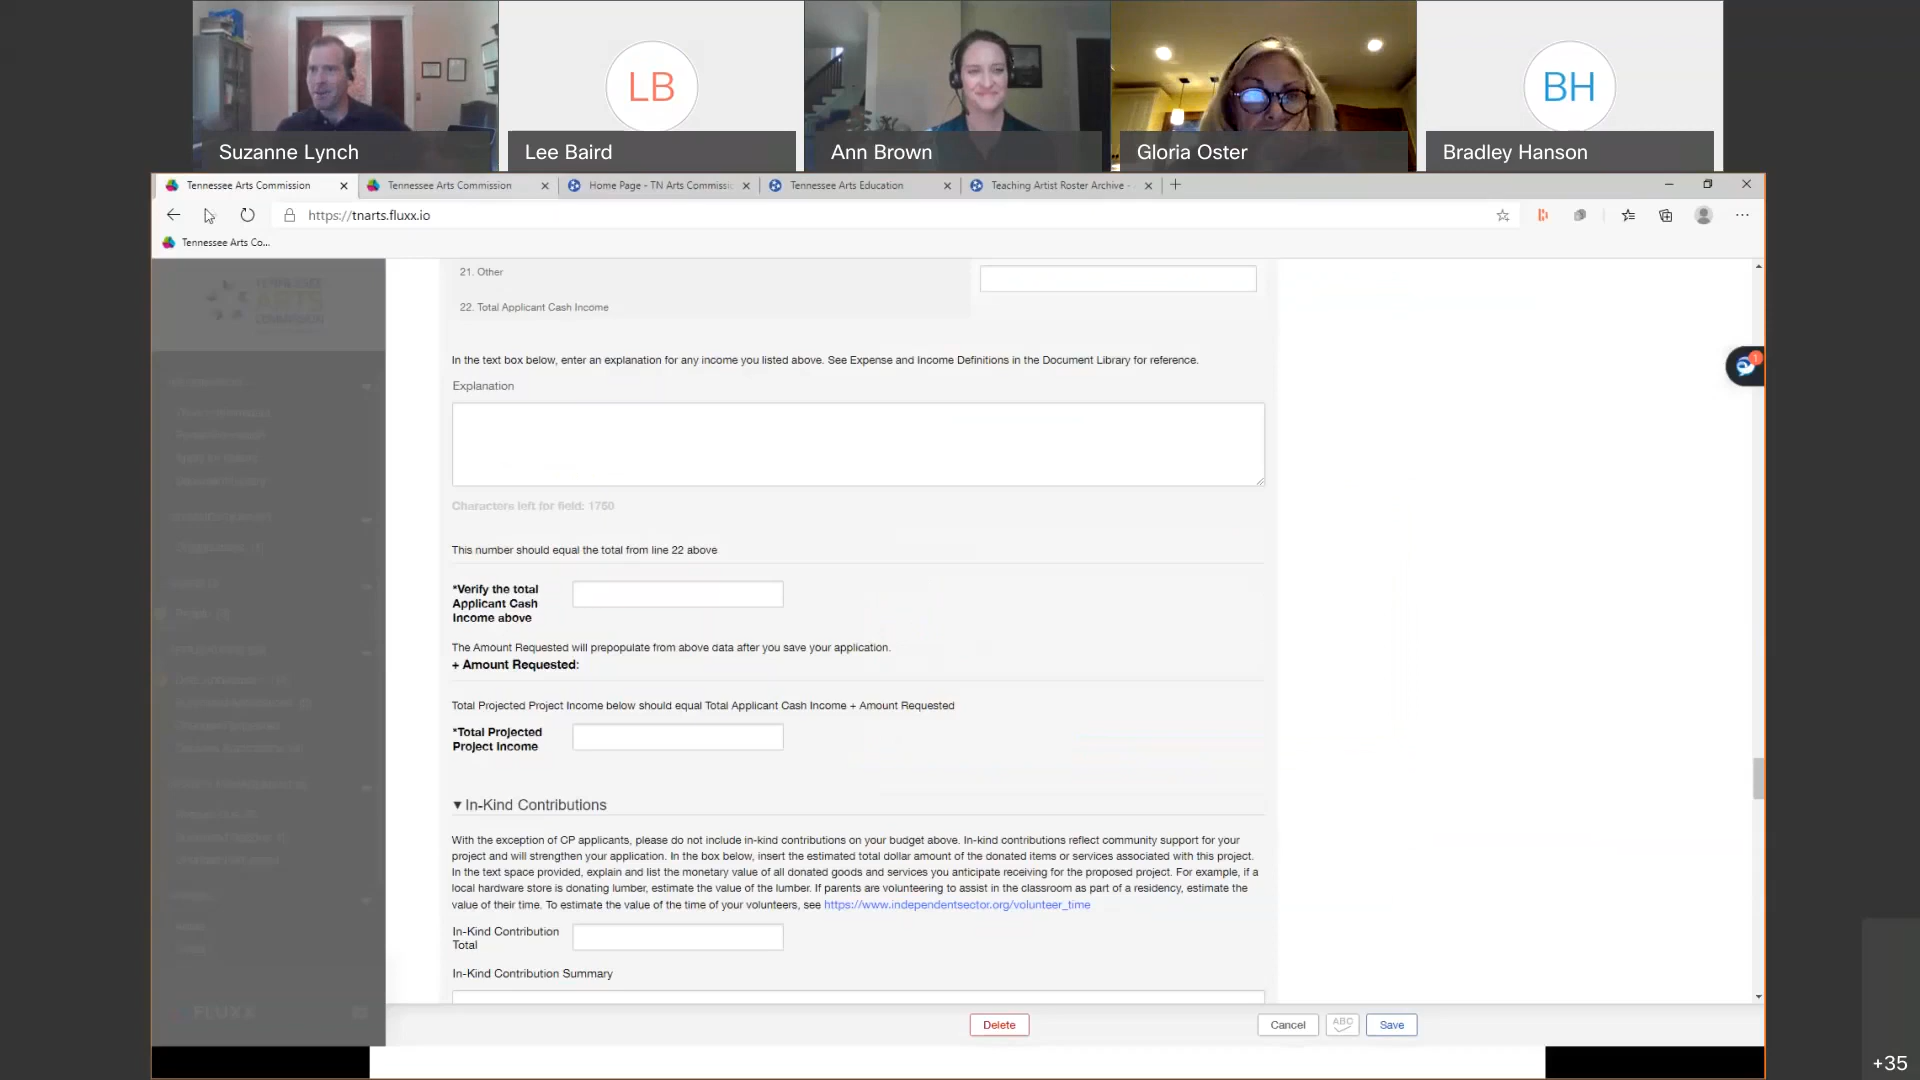 LB
BH
Suzanne Lynch
Lee Baird
Ann Brown
Gloria Oster
Bradley Hanson
Tennessee Arts Commission
Tennessee Arts Commission
Home Page - TN Arts Commissic
Tennessee Arts Education
Teaching Artist Roster Archive -
https://tnarts.fluxx.io
Tennessee Arts Co...
21. Other
22. Total Applicant Cash Income
In the text box below, enter an explanation for any income you listed above. See Expense and Income Definitions in the Document Library for reference.
Explanation
Characters left for field: 1750
This number should equal the total from line 22 above
*Verify the total
Applicant Cash
Income above
The Amount Requested will prepopulate from above data after you save your application.
+ Amount Requested:
Total Projected Project Income below should equal Total Applicant Cash Income + Amount Requested
*Total Projected
Project Income
▼ In-Kind Contributions
With the exception of CP applicants, please do not include in-kind contributions on your budget above. In-kind contributions reflect community support for your
project and will strengthen your application. In the box below, insert the estimated total dollar amount of the donated items or services associated with this project.
In the text space provided, explain and list the monetary value of all donated goods and services you anticipate receiving for the proposed project. For example, if a
local hardware store is donating lumber, estimate the value of the lumber. If parents are volunteering to assist in the classroom as part of a residency, estimate the
value of their time. To estimate the value of the time of your volunteers, see https://www.independentsector.org/volunteer_time
In-Kind Contribution
Total
In-Kind Contribution Summary
FLUXX
Delete
Cancel
ABC
Save
1
+35